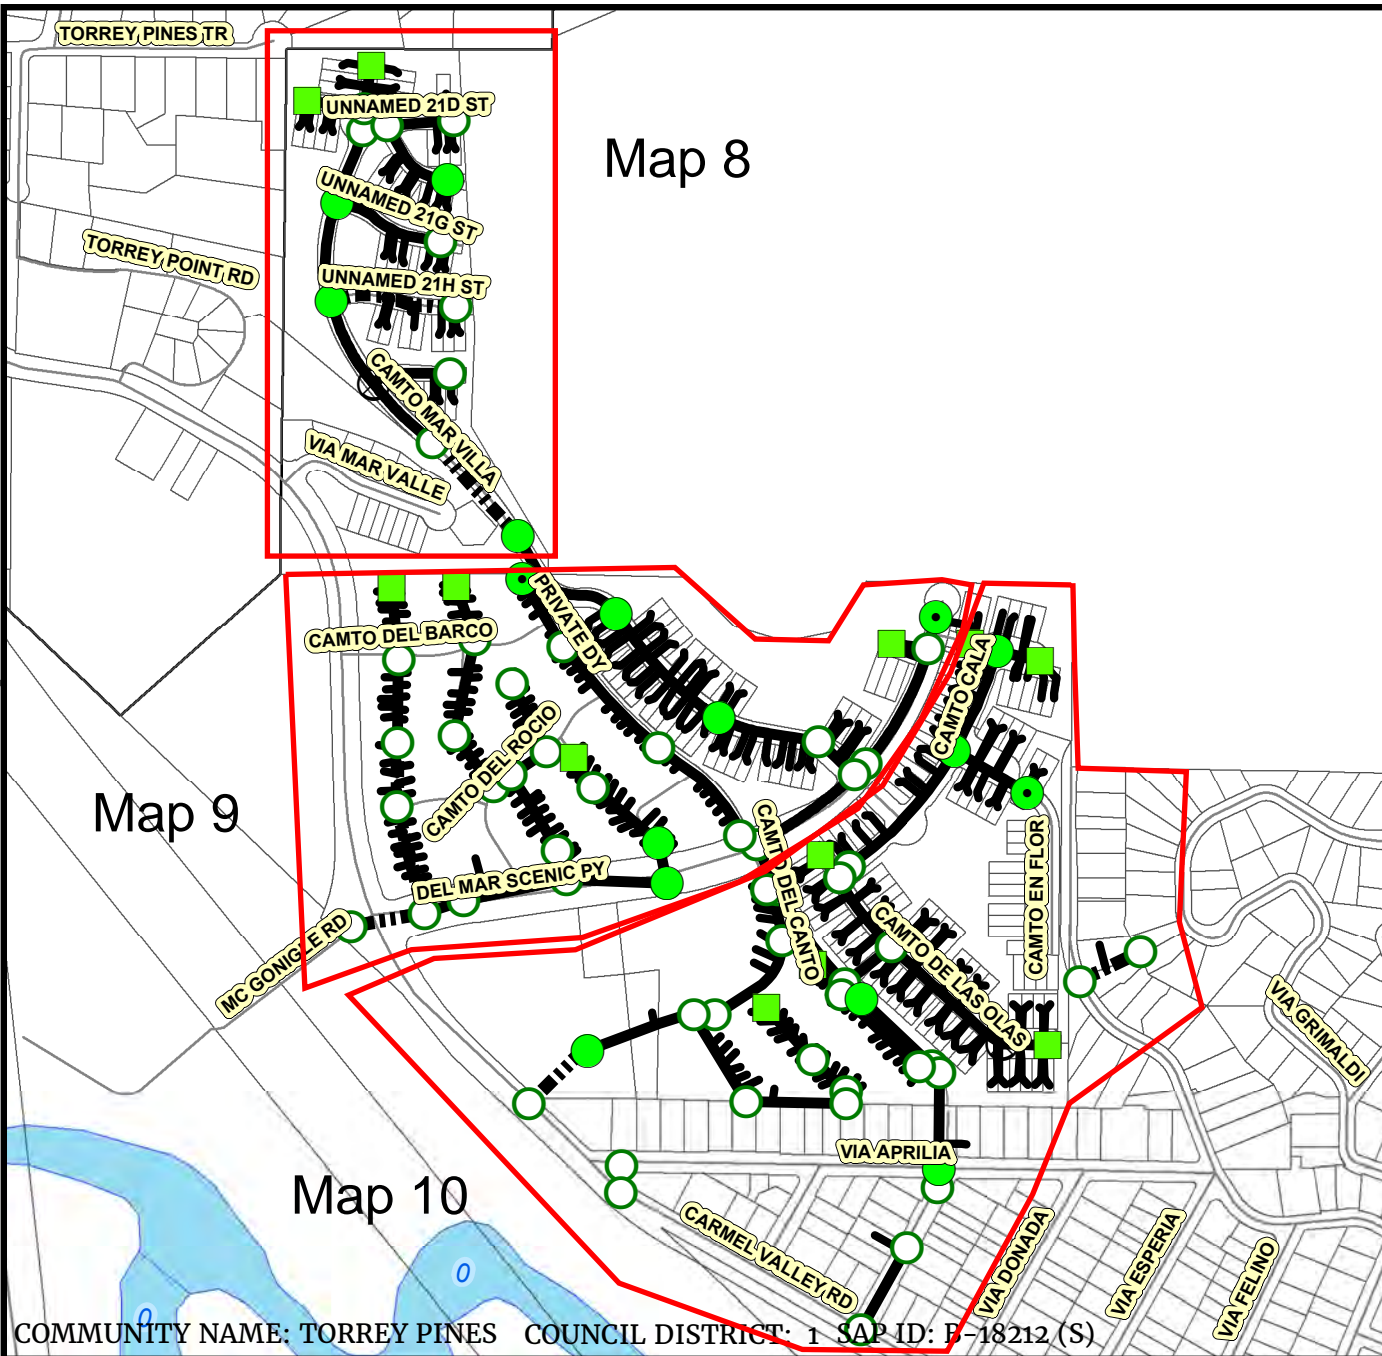 TORREY PINES TR
UNNAMED 21D ST
Map 8
UNNAMED 21G ST
TORREY POINT RD
UNNAMED 21H ST
CAMTO MAR VILLA
VIA MAR VALLE
PRIVATE DY
CAMTO DEL BARCO
CAMTO CALA
CAMTO DEL ROCIO
Map 9
CAMTO DEL CANTO
CAMTO EN FLOR
DEL MAR SCENIC PY
CAMTO DE LAS OLAS
MC GONIGLE RD
VIA GRIMALDI
VIA APRILIA
Map 10
CARMEL VALLEY RD
VIA DONADA
VIA ESPERIA
VIA FELINO
0
0
COMMUNITY NAME: TORREY PINES COUNCIL DISTRICT: 1 SAP ID: B-18212 (S)